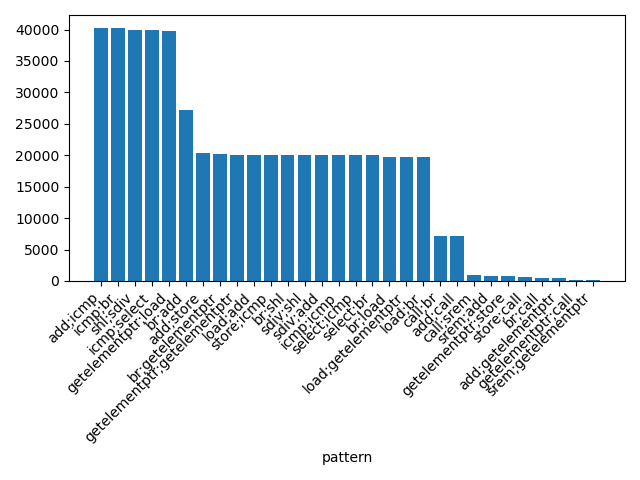 40000
35000
30000
25000
20000
15000
10000
5000
0
add;icmp
icmp;br
shl;sdiv
icmp;select
getelementptr;load
br;add
add;store
br;getelementptr
getelementptr;getelementptr
load;add
store;icmp
br;shl
sdiv;shl
sdiv;add
icmp;icmp
select;icmp
select;br
br;load
load;getelementptr
load;br
call;br
add;call
call;srem
srem;add
getelementptr;store
store;call
br;call
add;getelementptr
getelementptr;call
srem;getelementptr
pattern